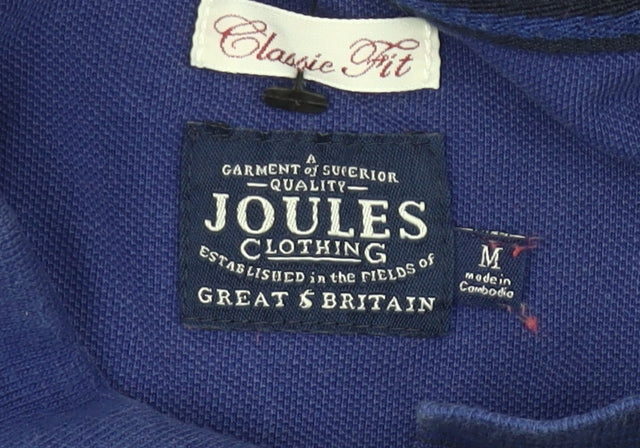 Classic Fit
A
GARMENT of SUPERIOR
QUALITY
JOULES
CLOTHING
ESTABLISHED in the FIELDS of
GREAT BRITAIN
M
made in
Cambodia